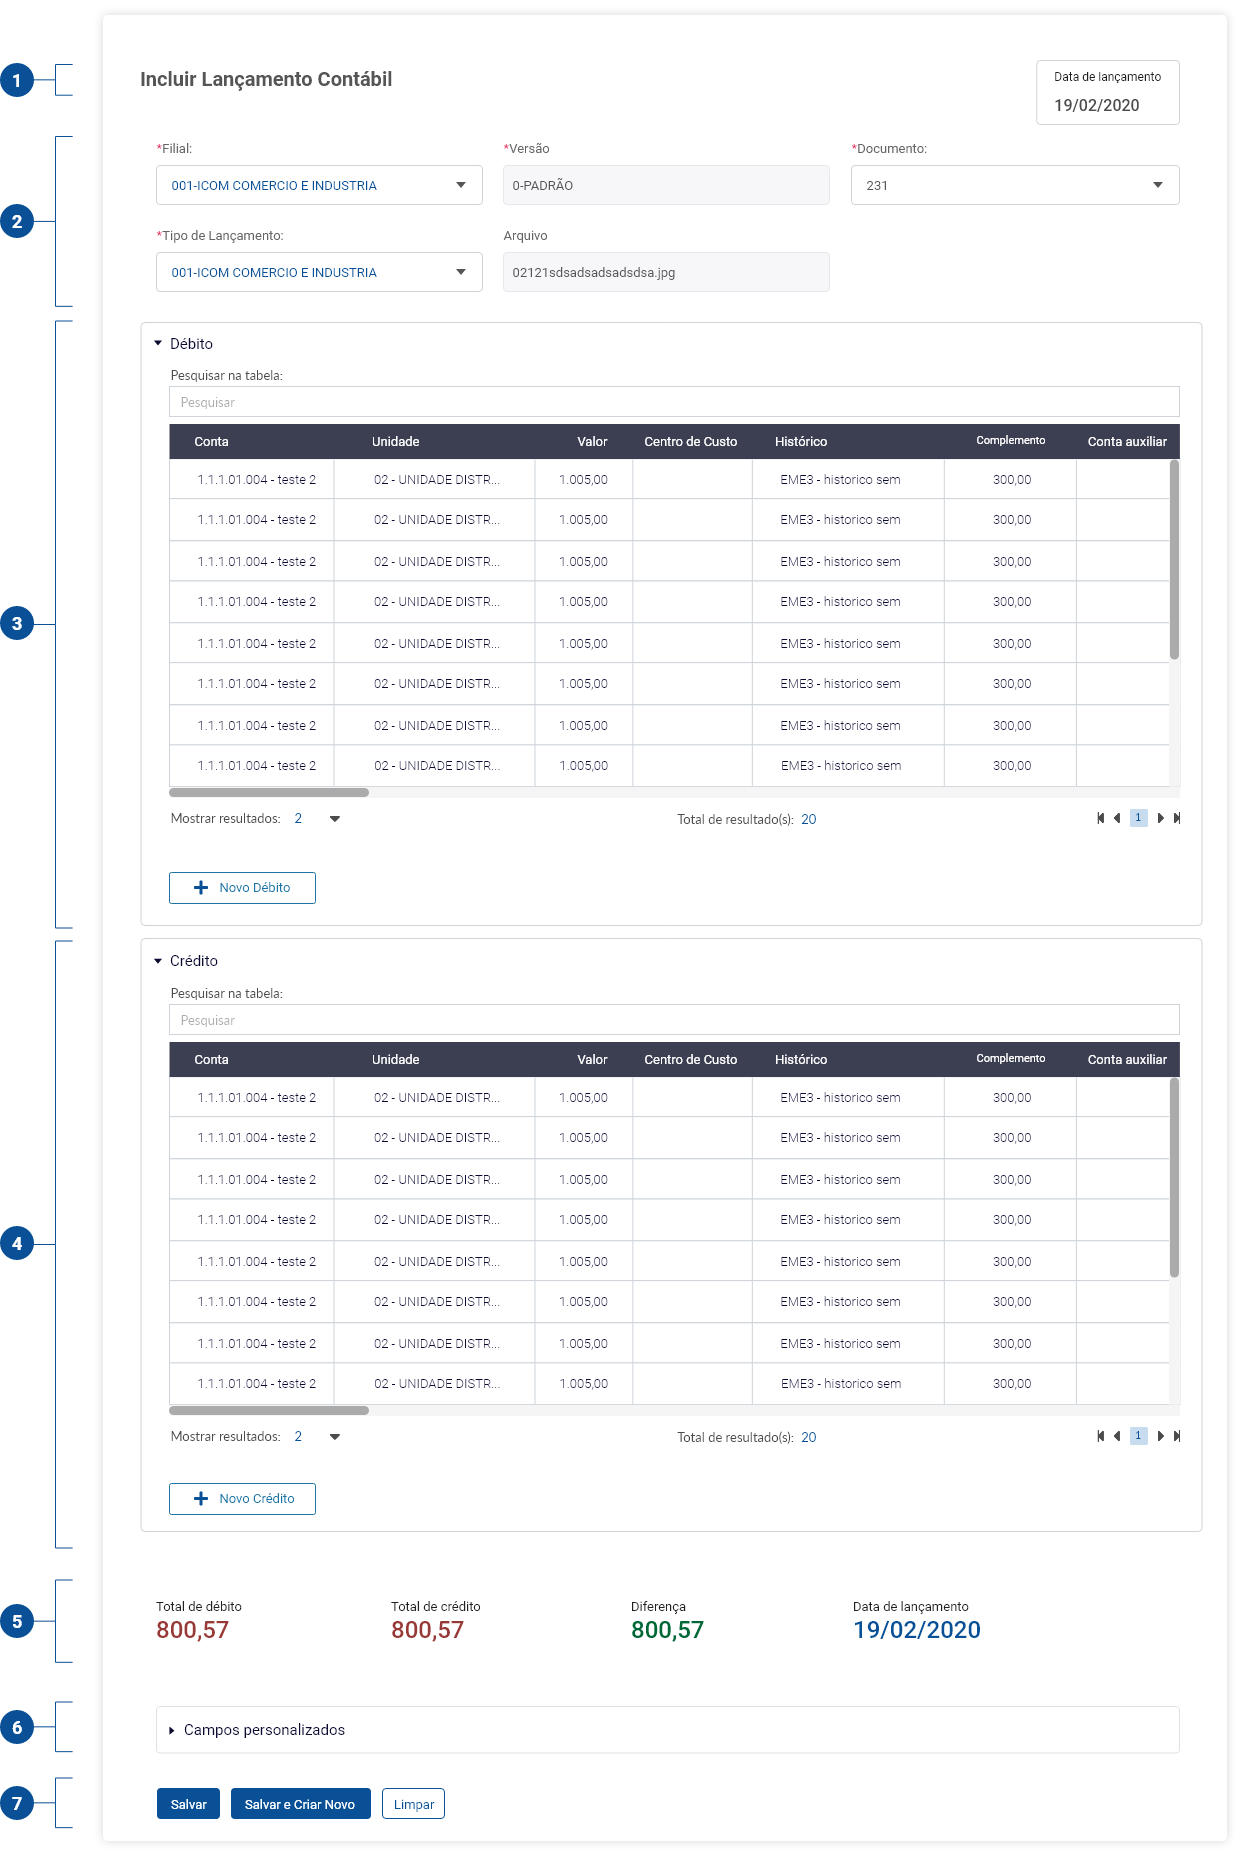 1
Incluir Lançamento Contábil
Data de lançamento
19/02/2020
2
*Filial:
*Versão
*Documento:
001-ICOM COMERCIO E INDUSTRIA
0-PADRÃO
231
*Tipo de Lançamento:
Arquivo
001-ICOM COMERCIO E INDUSTRIA
02121sdsadsadsadsdsa.jpg
3
Débito
Pesquisar na tabela:
Pesquisar
Conta Unidade Valor Centro de Custo Histórico Complemento Conta auxiliar
1.1.1.01.004 - teste 2 02 - UNIDADE DISTR... 1.005,00 EME3 - historico sem 300,00
1.1.1.01.004 - teste 2 02 - UNIDADE DISTR... 1.005,00 EME3 - historico sem 300,00
1.1.1.01.004 - teste 2 02 - UNIDADE DISTR... 1.005,00 EME3 - historico sem 300,00
1.1.1.01.004 - teste 2 02 - UNIDADE DISTR... 1.005,00 EME3 - historico sem 300,00
1.1.1.01.004 - teste 2 02 - UNIDADE DISTR... 1.005,00 EME3 - historico sem 300,00
1.1.1.01.004 - teste 2 02 - UNIDADE DISTR... 1.005,00 EME3 - historico sem 300,00
1.1.1.01.004 - teste 2 02 - UNIDADE DISTR... 1.005,00 EME3 - historico sem 300,00
1.1.1.01.004 - teste 2 02 - UNIDADE DISTR... 1.005,00 EME3 - historico sem 300,00
Mostrar resultados: 2 Total de resultado(s): 20 1
Novo Débito
4
Crédito
Pesquisar na tabela:
Pesquisar
Conta Unidade Valor Centro de Custo Histórico Complemento Conta auxiliar
1.1.1.01.004 - teste 2 02 - UNIDADE DISTR... 1.005,00 EME3 - historico sem 300,00
1.1.1.01.004 - teste 2 02 - UNIDADE DISTR... 1.005,00 EME3 - historico sem 300,00
1.1.1.01.004 - teste 2 02 - UNIDADE DISTR... 1.005,00 EME3 - historico sem 300,00
1.1.1.01.004 - teste 2 02 - UNIDADE DISTR... 1.005,00 EME3 - historico sem 300,00
1.1.1.01.004 - teste 2 02 - UNIDADE DISTR... 1.005,00 EME3 - historico sem 300,00
1.1.1.01.004 - teste 2 02 - UNIDADE DISTR... 1.005,00 EME3 - historico sem 300,00
1.1.1.01.004 - teste 2 02 - UNIDADE DISTR... 1.005,00 EME3 - historico sem 300,00
1.1.1.01.004 - teste 2 02 - UNIDADE DISTR... 1.005,00 EME3 - historico sem 300,00
Mostrar resultados: 2 Total de resultado(s): 20 1
Novo Crédito
5
Total de débito Total de crédito Diferença Data de lançamento
800,57 800,57 800,57 19/02/2020
6
Campos personalizados
7
Salvar Salvar e Criar Novo Limpar